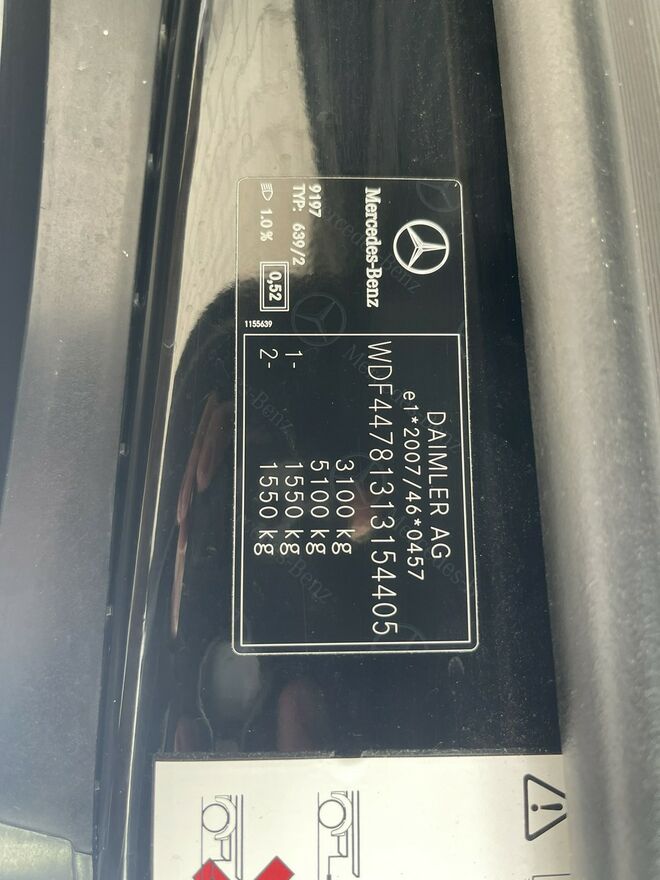 Mercedes-Benz
9197
TYP: 639/2
1.0 %
0,52
1155639
DAIMLER AG
e1*2007/46*0457
WDF44781313154405
3100 kg
5100 kg
1- 1550 kg
2- 1550 kg